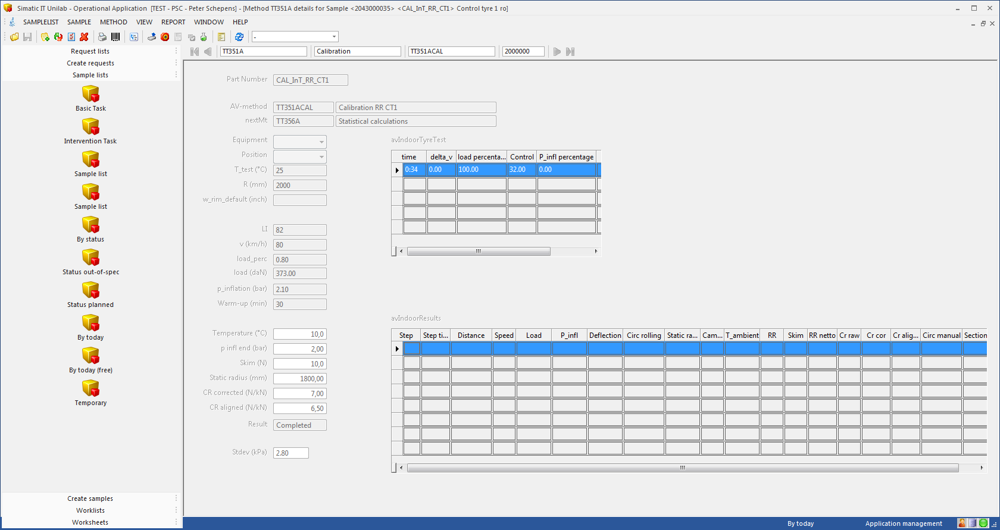 Simatic IT Unilab - Operational Application [TEST - PSC - Peter Schepens] - [Method TT351A details for Sample <2043000035> <CAL_InT_RR_CT1> Control tyre 1 ro]
SAMPLELIST SAMPLE METHOD VIEW REPORT WINDOW HELP
-
Request lists
Create requests
Sample lists
Basic Task
Intervention Task
Sample list
Sample list
By status
Status out-of-spec
Status planned
By today
By today (free)
Temporary
Create samples
Worklists
Worksheets
TT351A Calibration TT351ACAL 2000000
Part Number CAL_InT_RR_CT1
AV-method TT351ACAL Calibration RR CT1
nextMt TT356A Statistical calculations
Equipment
Position
T_test (°C) 25
R (mm) 2000
w_rim_default (inch)
LI 82
v (km/h) 80
load_perc 0.80
load (daN) 373.00
p_inflation (bar) 2.10
Warm-up (min) 30
Temperature (°C) 10,0
p infl end (bar) 2,00
Skim (N) 10,0
Static radius (mm) 1800,00
CR corrected (N/kN) 7,00
CR aligned (N/kN) 6,50
Result Completed
Stdev (kPa) 2.80
avIndoorTyreTest
time delta_v load percenta... Control P_infl percentage
0:34 0.00 100.00 32.00 0.00
avIndoorResults
Step Step ti... Distance Speed Load P_infl Deflection Circ rolling Static ra... Cam... T_ambient RR Skim RR netto Cr raw Cr cor Cr alig... Circ manual Section
By today Application management